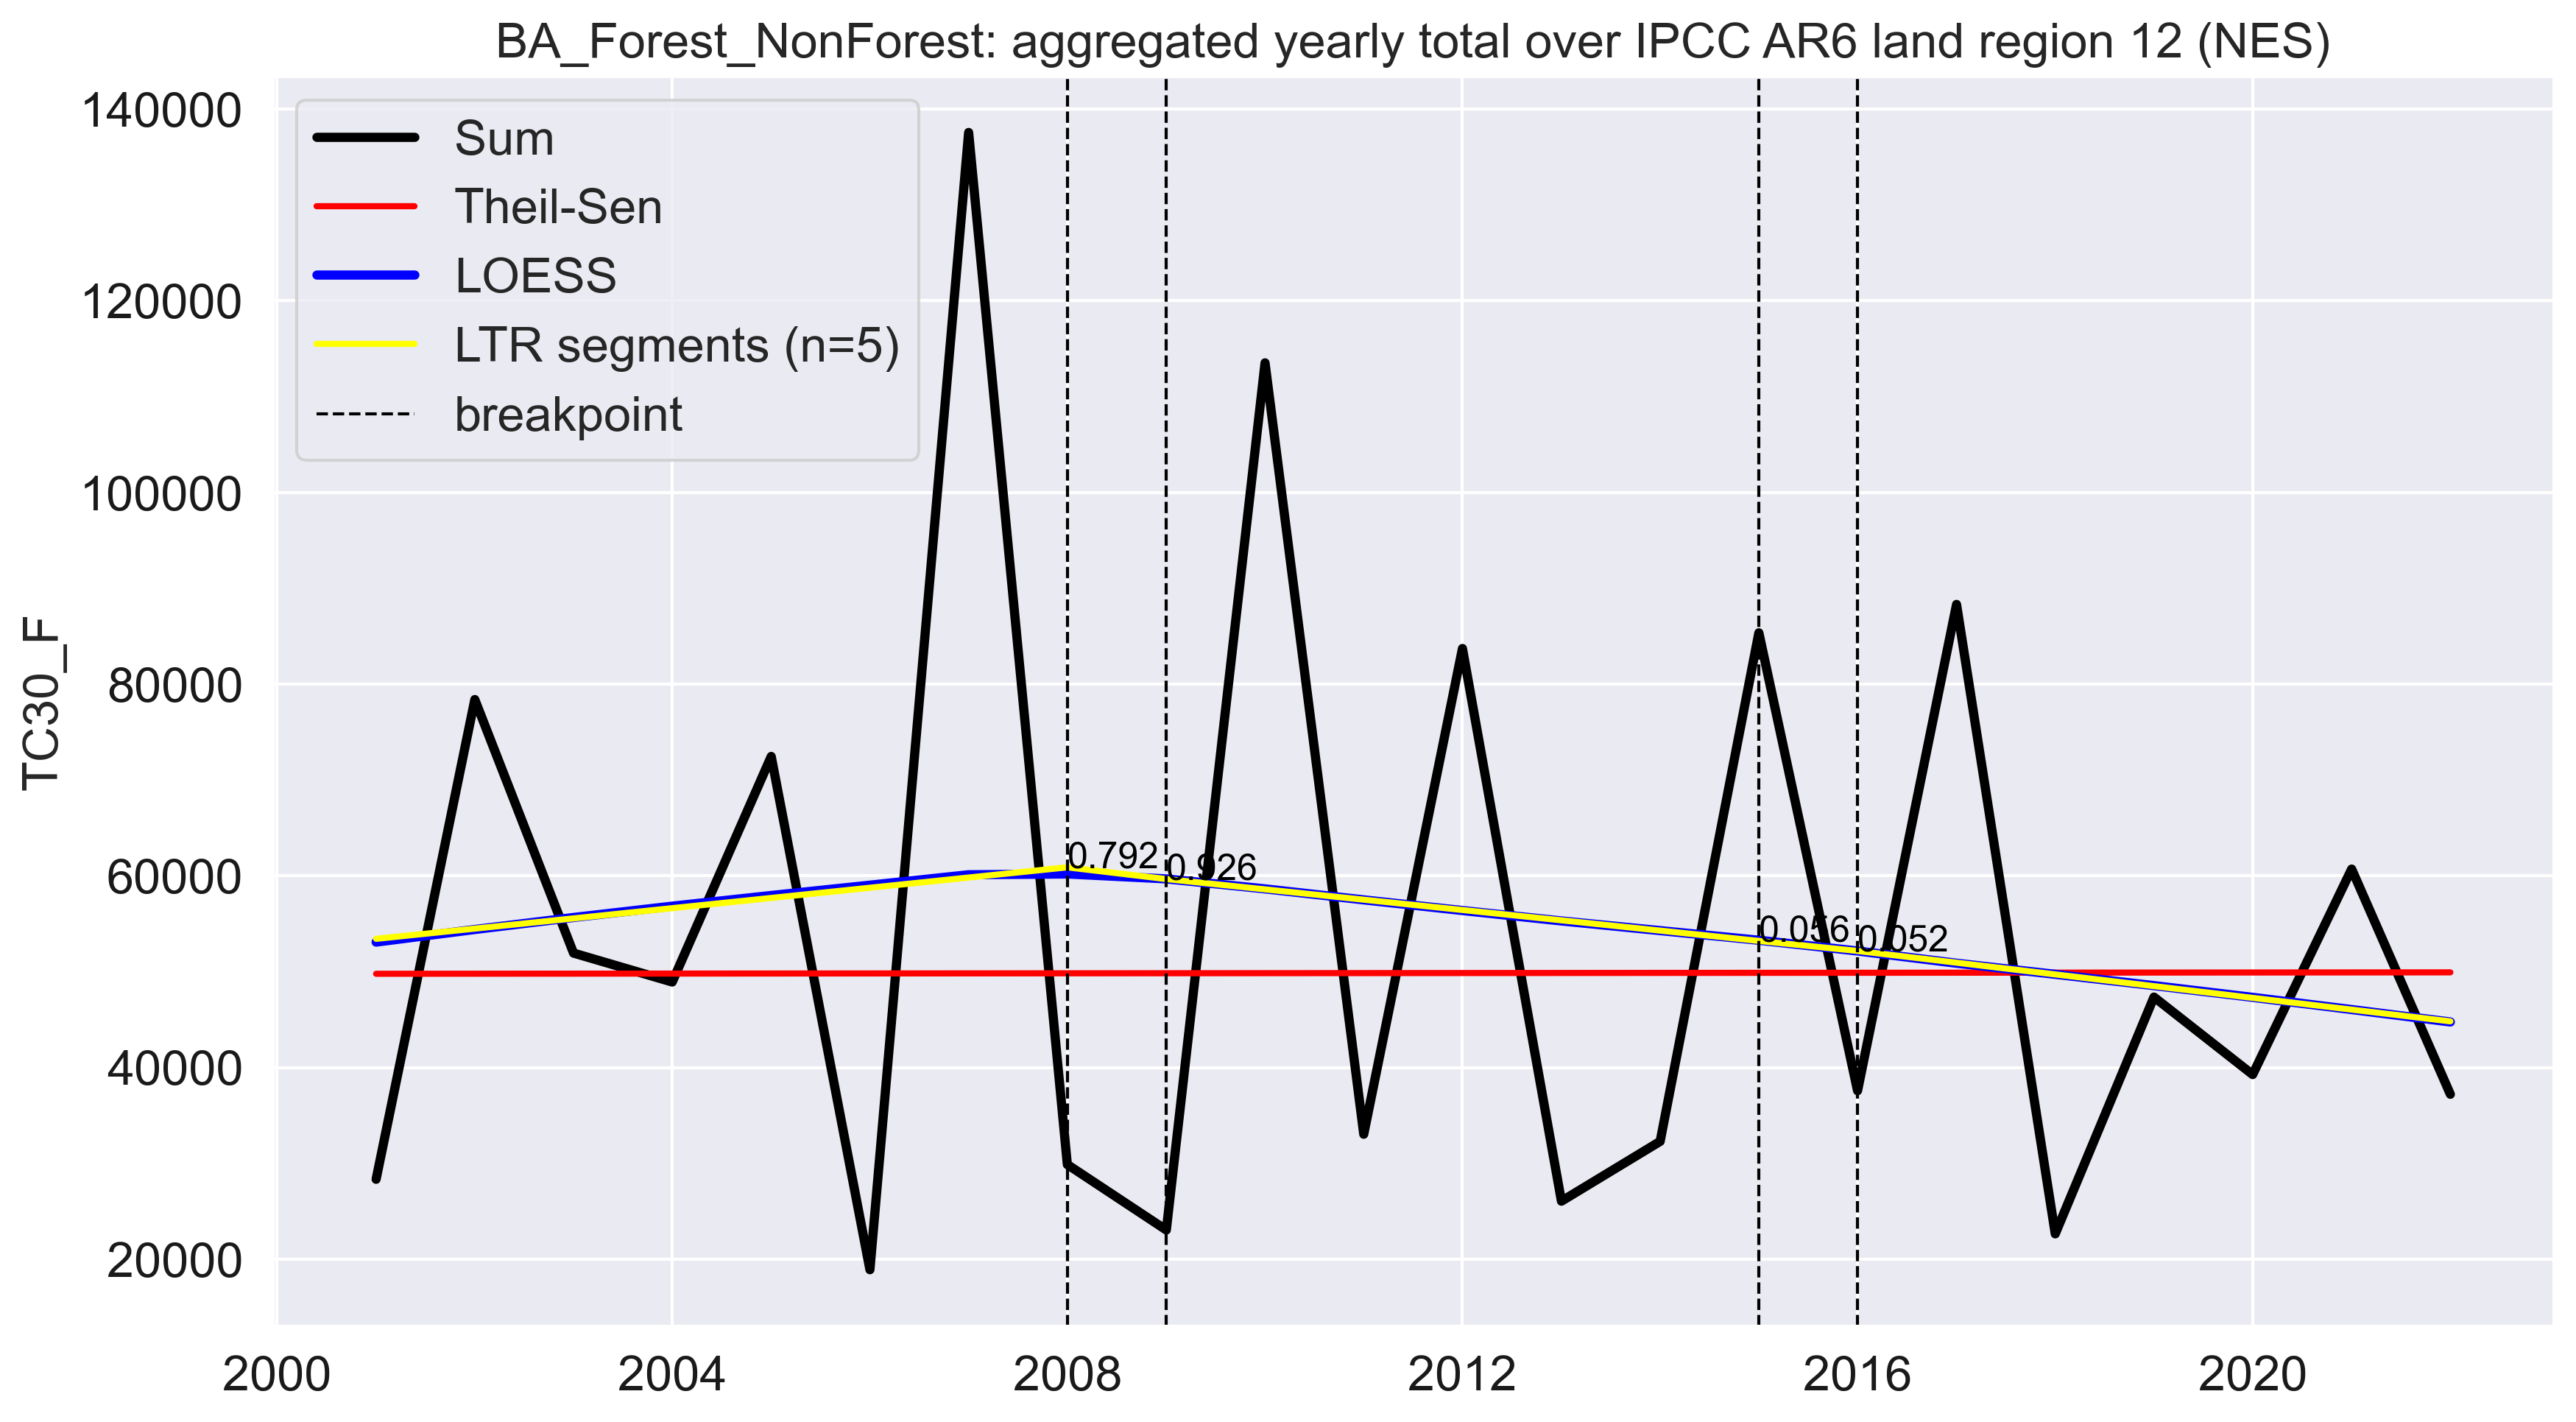 BA_Forest_NonForest: aggregated yearly total over IPCC AR6 land region 12 (NES)
140000
120000
100000
80000
60000
40000
20000
TC30_F
Sum
Theil-Sen
LOESS
LTR segments (n=5)
breakpoint
0.792
0.926
0.056
0.052
2000
2004
2008
2012
2016
2020